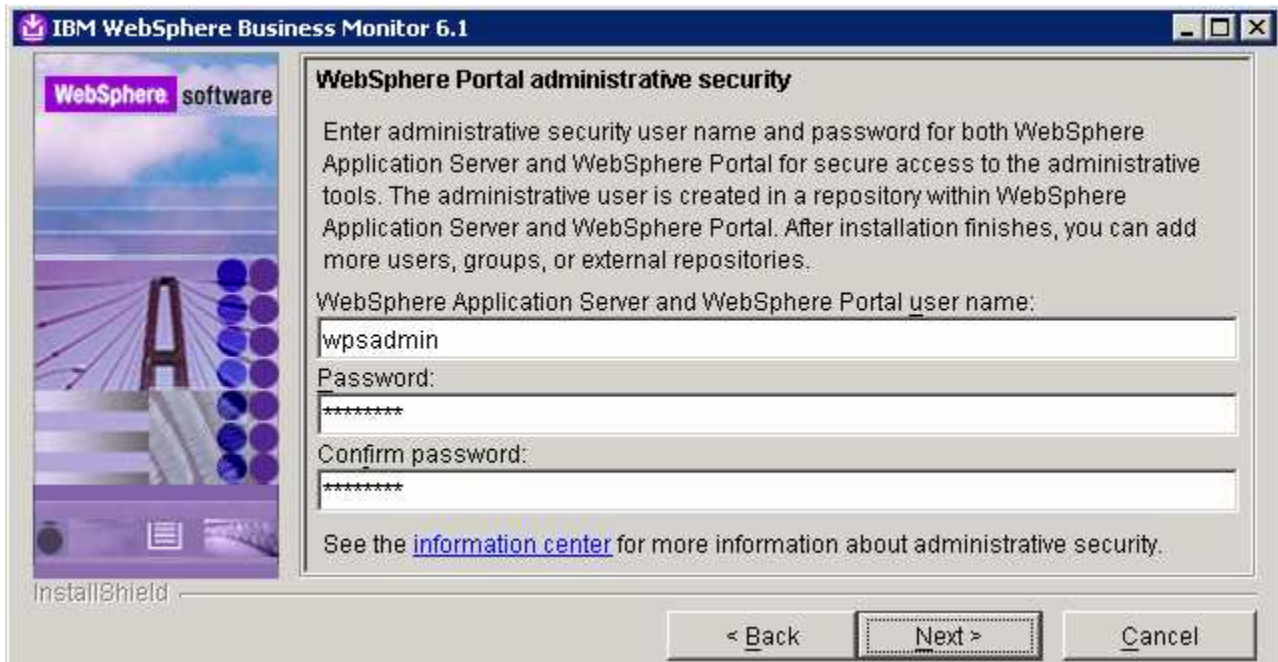 IBM WebSphere Business Monitor 6.1
WebSphere. software
WebSphere Portal administrative security
Enter administrative security user name and password for both WebSphere
Application Server and WebSphere Portal for secure access to the administrative
tools. The administrative user is created in a repository within WebSphere
Application Server and WebSphere Portal. After installation finishes, you can add
more users, groups, or external repositories.
WebSphere Application Server and WebSphere Portal user name:
wpsadmin
Password:
********
Confirm password:
********
See the information center for more information about administrative security.
InstallShield
< Back
Next >
Cancel